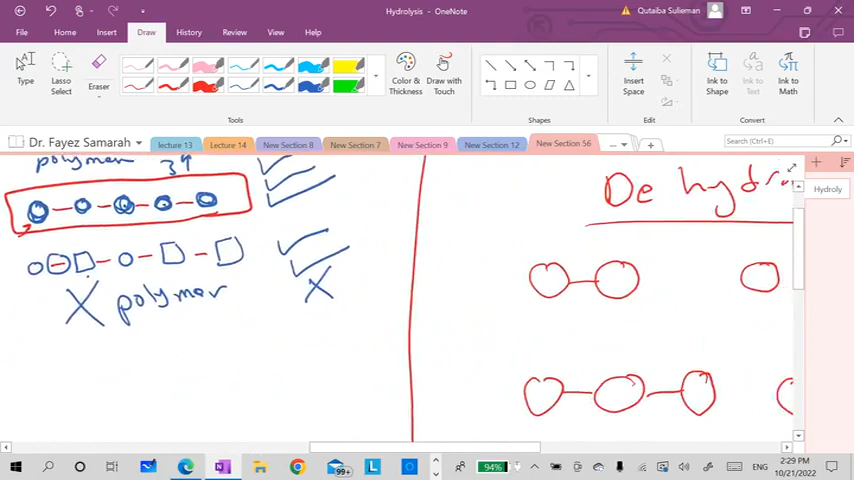 Hydrolysis - OneNote
Qutaiba Sulieman
File
Home
Insert
Draw
History
Review
View
Help
Share
Type
Lasso
Select
Eraser
Color &
Thickness
Draw with
Touch
Insert
Space
Ink to
Shape
Ink to
Text
Ink to
Math
Tools
Shapes
Edit
Convert
Dr. Fayez Samarah
lecture 13
Lecture 14
New Section 8
New Section 7
New Section 9
New Section 12
New Section 56
Search (Ctrl+E)
Hydroly
polymer
De hydr
X polymer
X
99+
94%
ENG
2:29 PM
10/21/2022